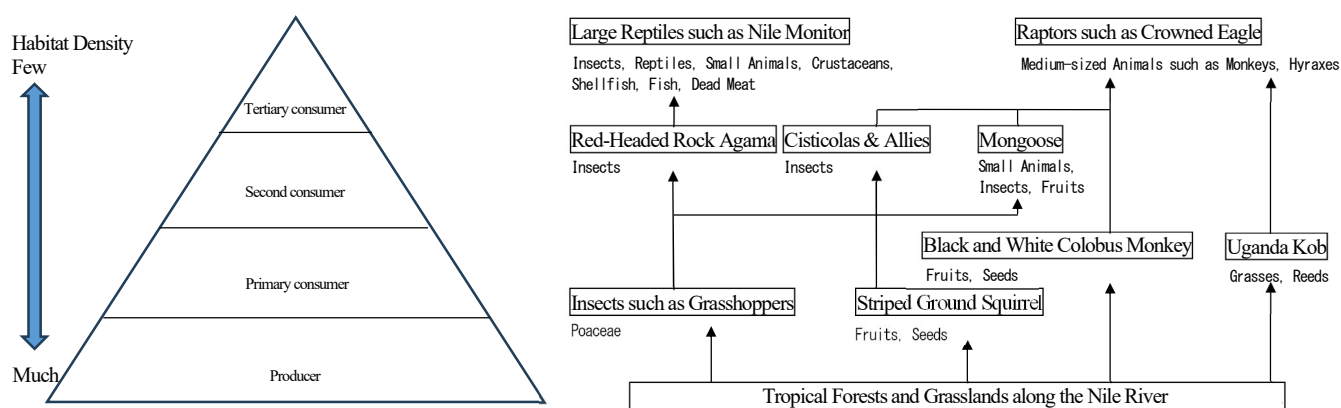 Habitat Density
Few
Tertiary consumer
Second consumer
Primary consumer
Much
Producer
Large Reptiles such as Nile Monitor
Insects, Reptiles, Small Animals, Crustaceans,
Shellfish, Fish, Dead Meat
Raptors such as Crowned Eagle
Medium-sized Animals such as Monkeys, Hyraxes
Red-Headed Rock Agama
Insects
Cisticolas & Allies
Insects
Mongoose
Small Animals,
Insects, Fruits
Black and White Colobus Monkey
Fruits, Seeds
Uganda Kob
Grasses, Reeds
Insects such as Grasshoppers
Poaceae
Striped Ground Squirrel
Fruits, Seeds
Tropical Forests and Grasslands along the Nile River